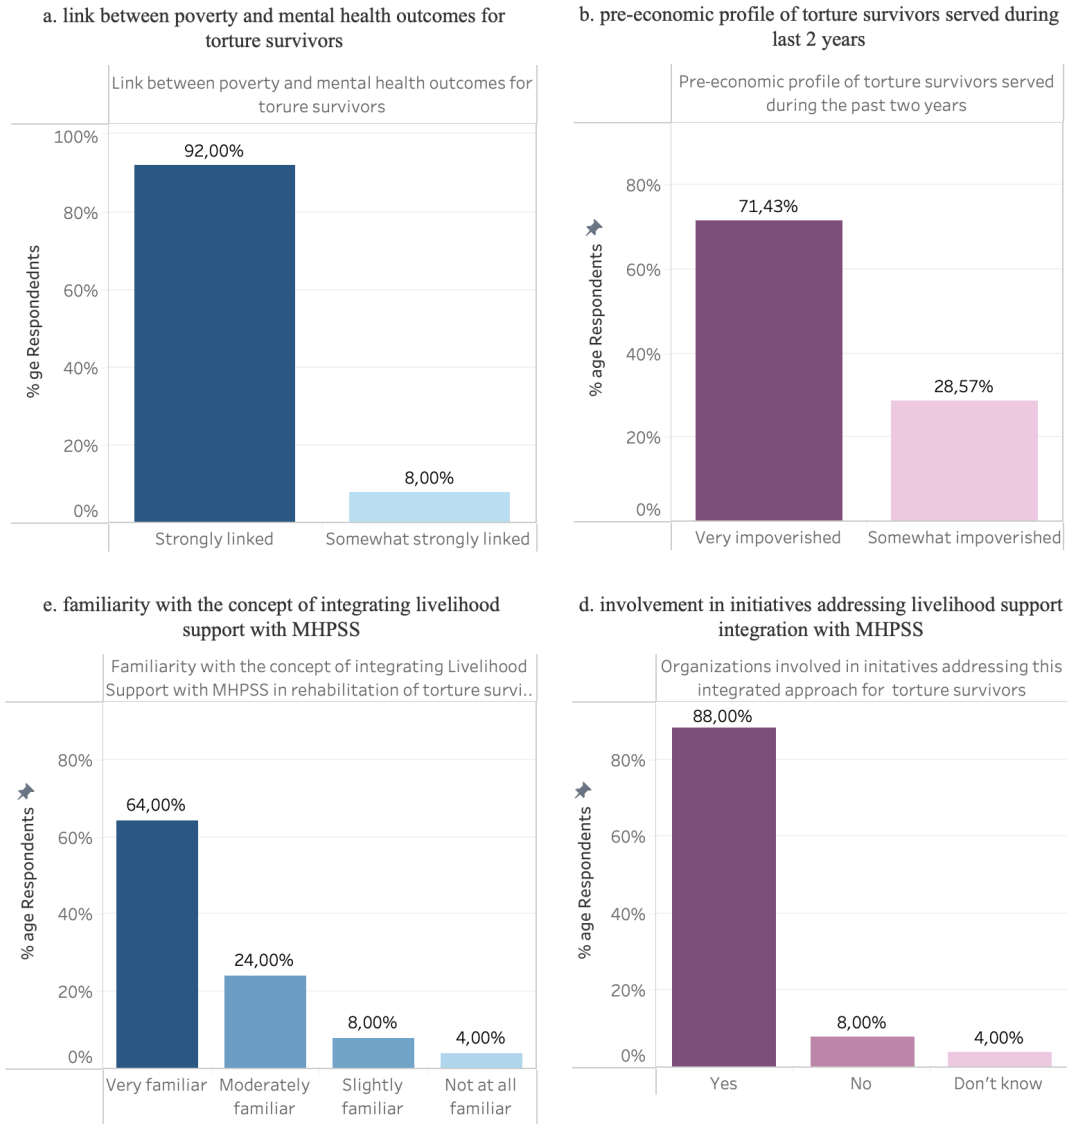 a. link between poverty and mental health outcomes for
torture survivors
Link between poverty and mental health outcomes for
torure survivors
% ge Respondednts
100%
80%
60%
40%
20%
0%
92,00%
8,00%
Strongly linked
Somewhat strongly linked
b. pre-economic profile of torture survivors served during
last 2 years
Pre-economic profile of torture survivors served
during the past two years
% age Respondents
80%
60%
40%
20%
0%
71,43%
28,57%
Very impoverished
Somewhat impoverished
e. familiarity with the concept of integrating livelihood
support with MHPSS
Familiarity with the concept of integrating Livelihood
Support with MHPSS in rehabilitation of torture survi..
% age Respondents
80%
60%
40%
20%
0%
64,00%
24,00%
8,00%
4,00%
Very familiar
Moderately
familiar
Slightly
familiar
Not at all
familiar
d. involvement in initiatives addressing livelihood support
integration with MHPSS
Organizations involved in initatives addressing this
integrated approach for torture survivors
% age Respondents
80%
60%
40%
20%
0%
88,00%
8,00%
4,00%
Yes
No
Don't know